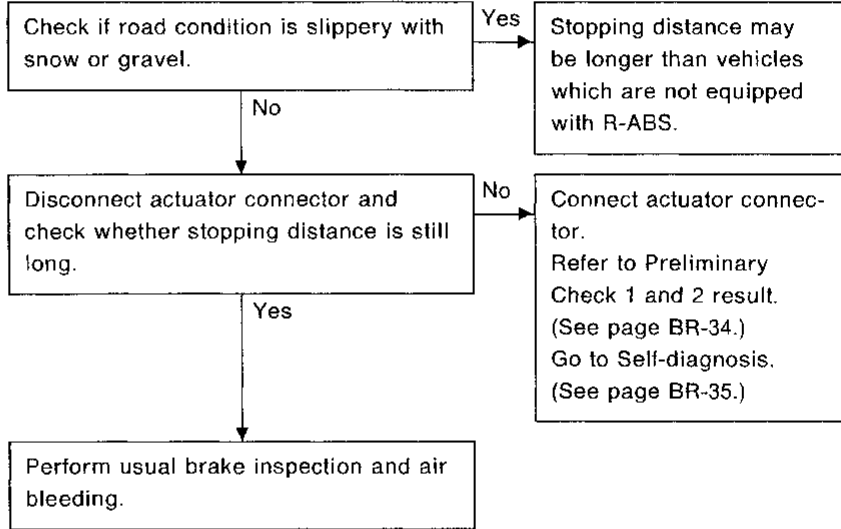 Check if road condition is slippery with
snow or gravel.
Yes
Stopping distance may
be longer than vehicles
which are not equipped
with R-ABS.
No
Disconnect actuator connector and
check whether stopping distance is still
long.
No
Connect actuator connec-
tor.
Refer to Preliminary
Check 1 and 2 result.
(See page BR-34.)
Go to Self-diagnosis.
(See page BR-35.)
Yes
Perform usual brake inspection and air
bleeding.